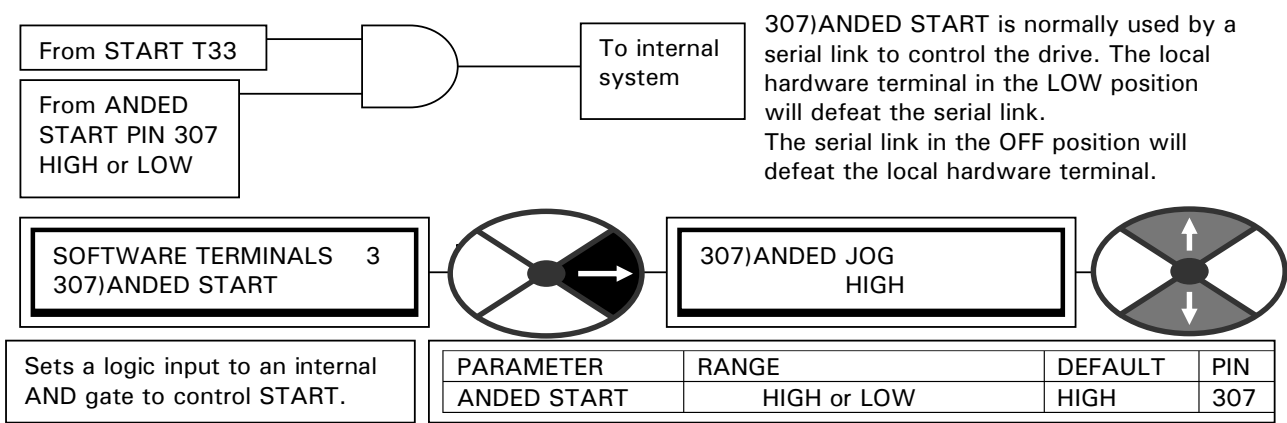 From START T33
From ANDED
START PIN 307
HIGH or LOW
To internal
system
307)ANDED START is normally used by a
serial link to control the drive. The local
hardware terminal in the LOW position
will defeat the serial link.
The serial link in the OFF position will
defeat the local hardware terminal.
SOFTWARE TERMINALS 3
307)ANDED START
307)ANDED JOG
HIGH
Sets a logic input to an internal
AND gate to control START.
PARAMETER RANGE DEFAULT PIN
ANDED START HIGH or LOW HIGH 307